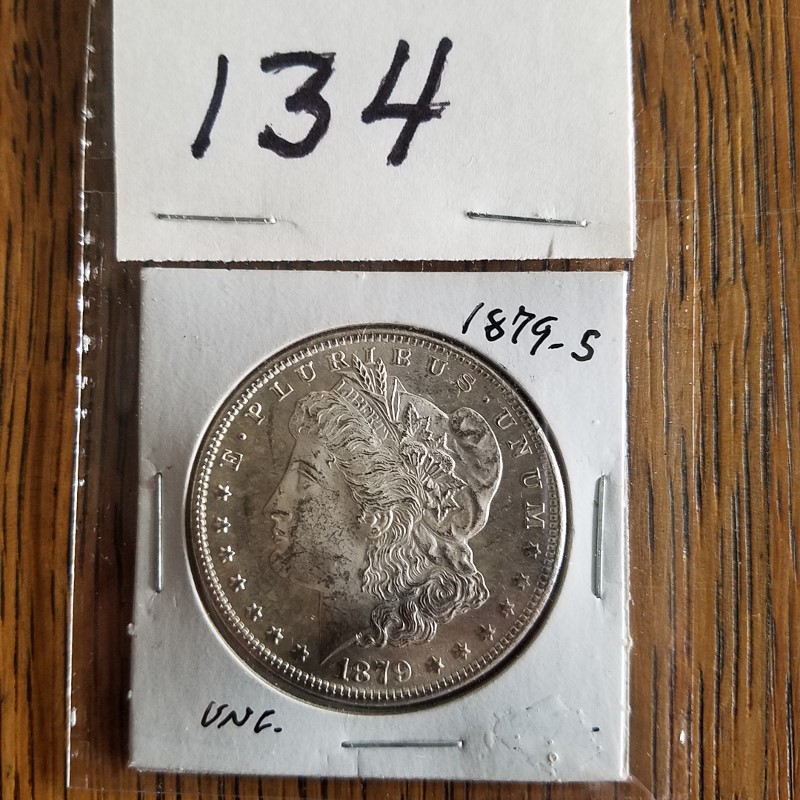 134
1879-S
E·PLURIBUS·UNUM
LIBERTY
1879
UNC.